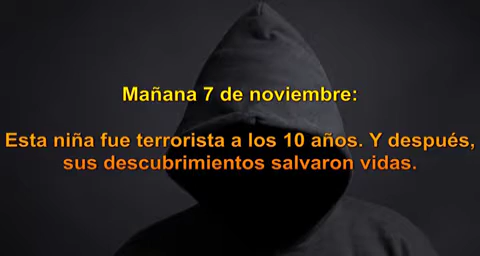 Mañana 7 de noviembre:
Esta niña fue terrorista a los 10 años. Y después,
sus descubrimientos salvaron vidas.